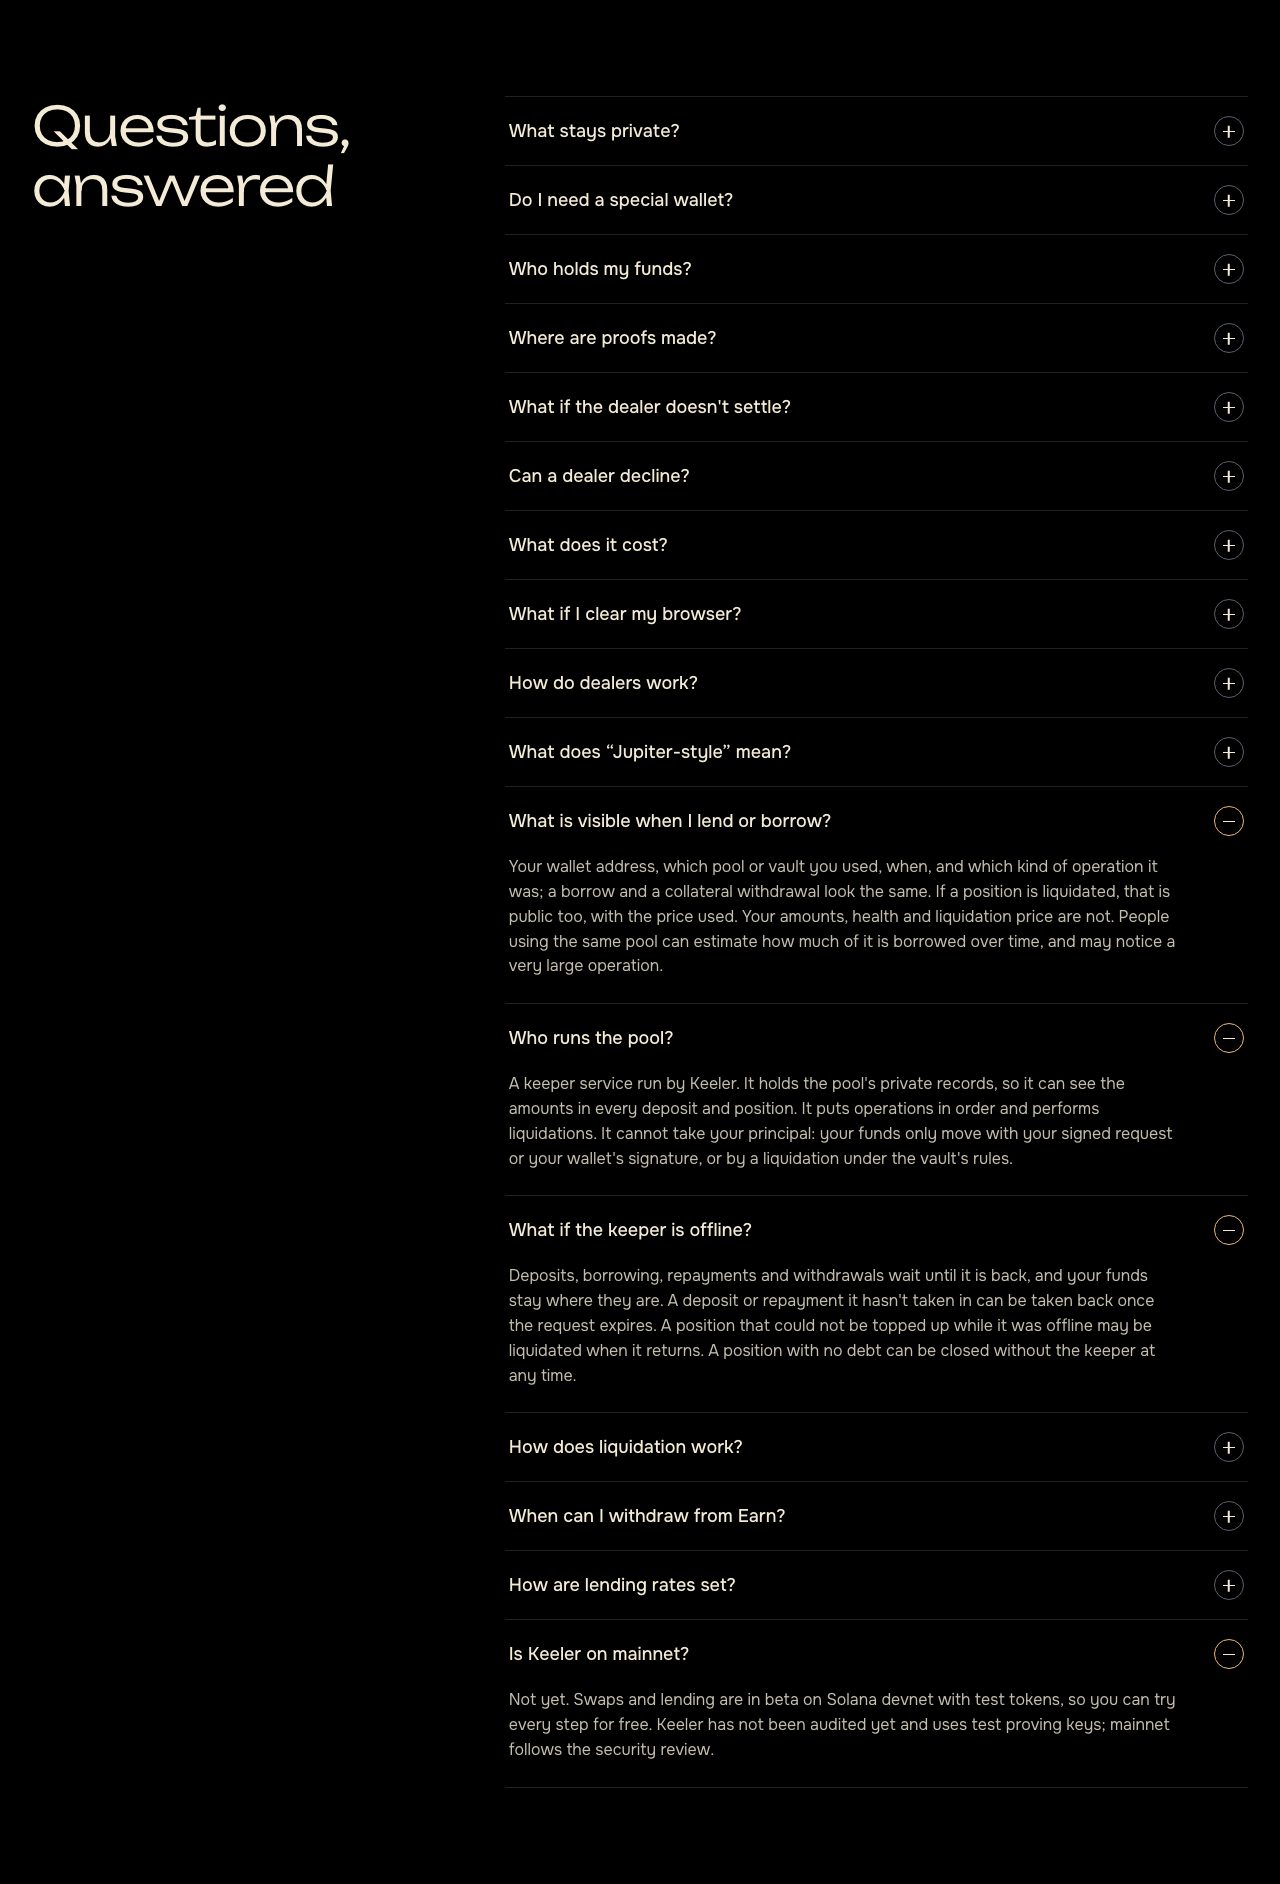 Questions,
answered
What stays private?
Do I need a special wallet?
Who holds my funds?
Where are proofs made?
What if the dealer doesn't settle?
Can a dealer decline?
What does it cost?
What if I clear my browser?
How do dealers work?
What does “Jupiter-style” mean?
What is visible when I lend or borrow?
Your wallet address, which pool or vault you used, when, and which kind of operation it
was; a borrow and a collateral withdrawal look the same. If a position is liquidated, that is
public too, with the price used. Your amounts, health and liquidation price are not. People
using the same pool can estimate how much of it is borrowed over time, and may notice a
very large operation.
Who runs the pool?
A keeper service run by Keeler. It holds the pool's private records, so it can see the
amounts in every deposit and position. It puts operations in order and performs
liquidations. It cannot take your principal: your funds only move with your signed request
or your wallet's signature, or by a liquidation under the vault's rules.
What if the keeper is offline?
Deposits, borrowing, repayments and withdrawals wait until it is back, and your funds
stay where they are. A deposit or repayment it hasn't taken in can be taken back once
the request expires. A position that could not be topped up while it was offline may be
liquidated when it returns. A position with no debt can be closed without the keeper at
any time.
How does liquidation work?
When can I withdraw from Earn?
How are lending rates set?
Is Keeler on mainnet?
Not yet. Swaps and lending are in beta on Solana devnet with test tokens, so you can try
every step for free. Keeler has not been audited yet and uses test proving keys; mainnet
follows the security review.